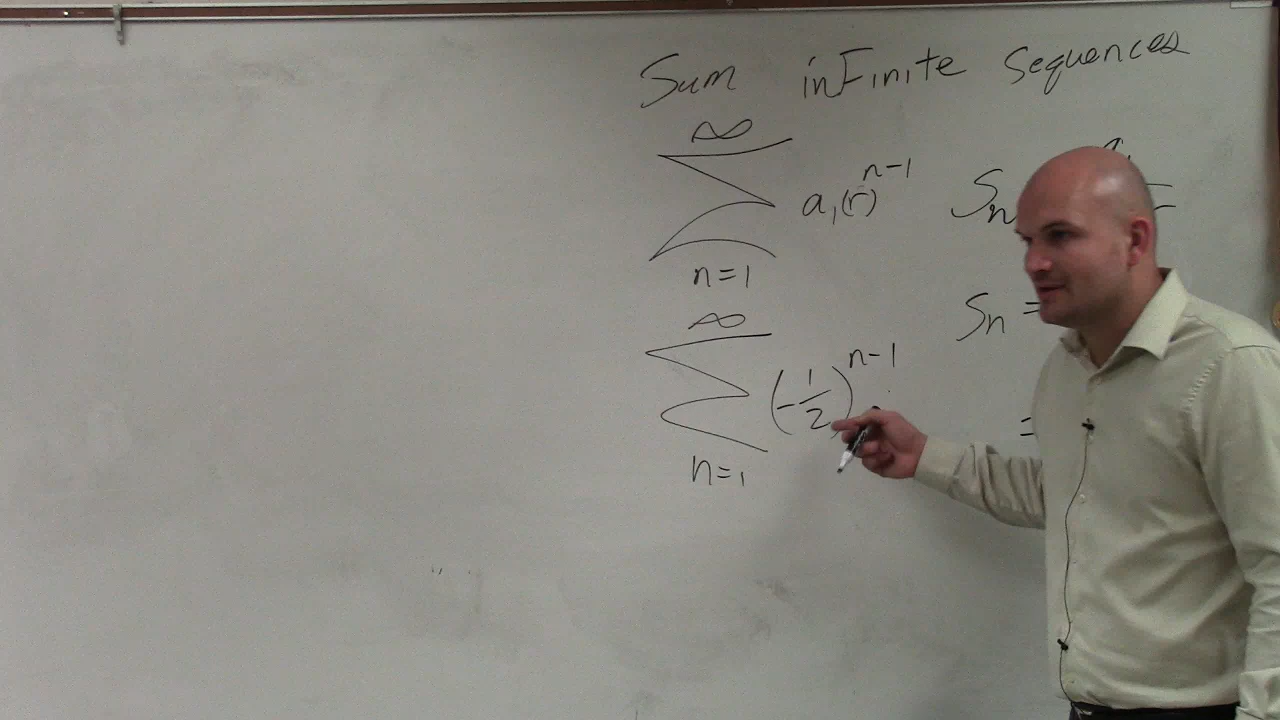 Sum infinite sequences
∞
Σ a₁(r)ⁿ⁻¹ Sₙ
n=1
∞
Σ (-1/2)ⁿ⁻¹ Sₙ =
n=1
=